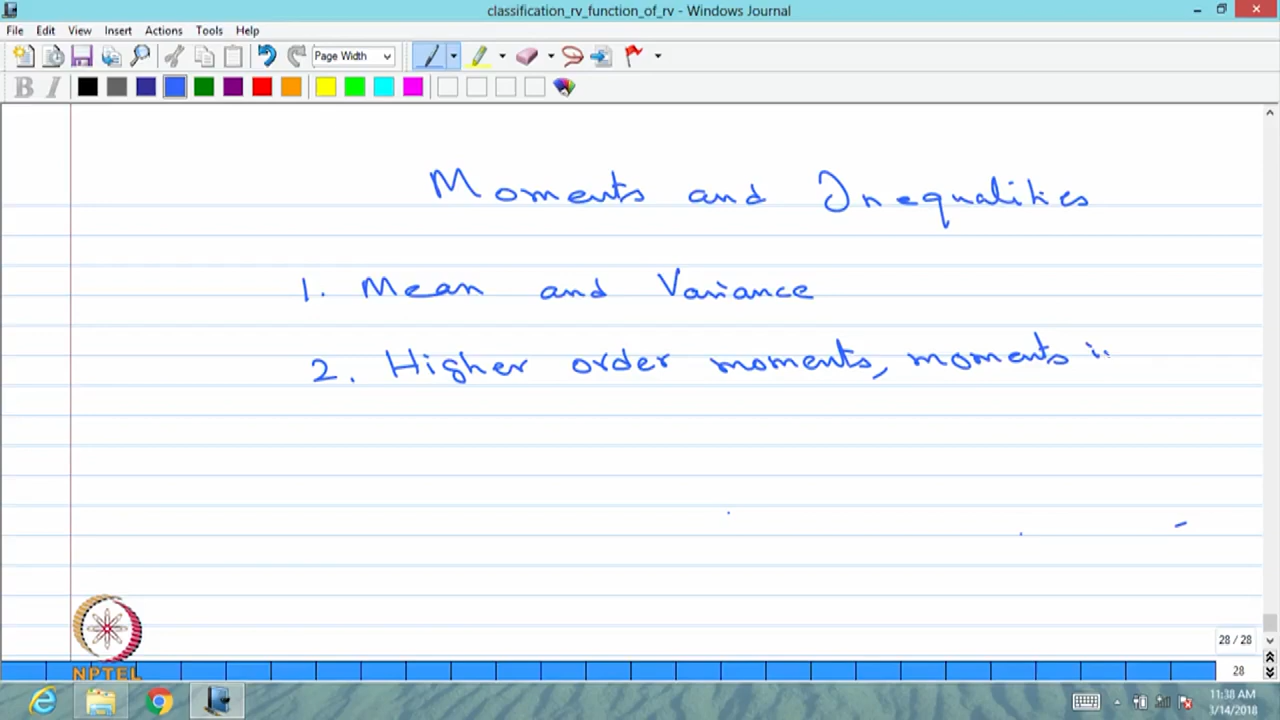 classification_rv_function_of_rv - Windows Journal
File Edit View Insert Actions Tools Help
Page Width
B I
Moments and Inequalities
1. Mean and Variance
2. Higher order moments, moments i
28 / 28
NPTEL
28
11:38 AM
3/14/2018